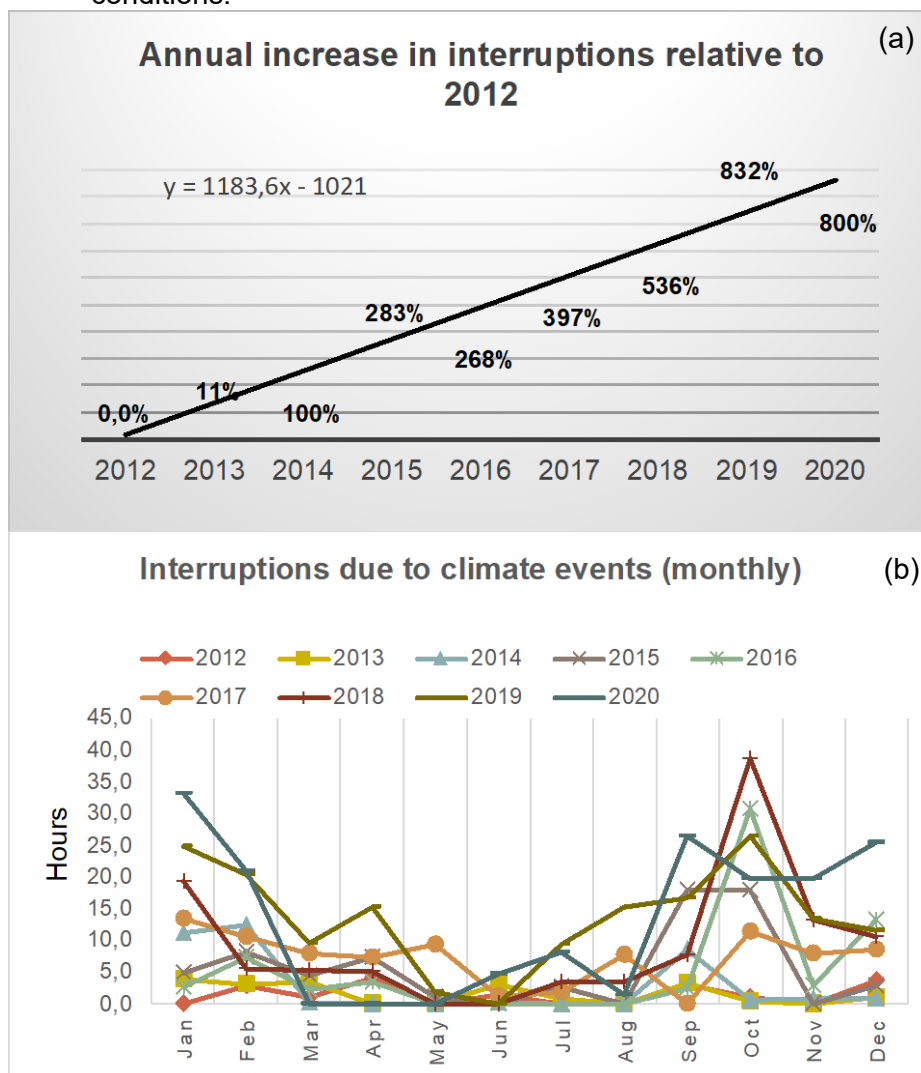 conditions.
(a)
Annual increase in interruptions relative to
2012
y = 1183,6x - 1021
832%
800%
536%
283%
397%
268%
11%
0,0%
100%
2012 2013 2014 2015 2016 2017 2018 2019 2020
Interruptions due to climate events (monthly)
(b)
2012 2013 2014 2015 2016
2017 2018 2019 2020
45,0
40,0
35,0
30,0
25,0
20,0
15,0
10,0
5,0
0,0
Hours
Jan Feb Mar Apr May Jun Jul Aug Sep Oct Nov Dec